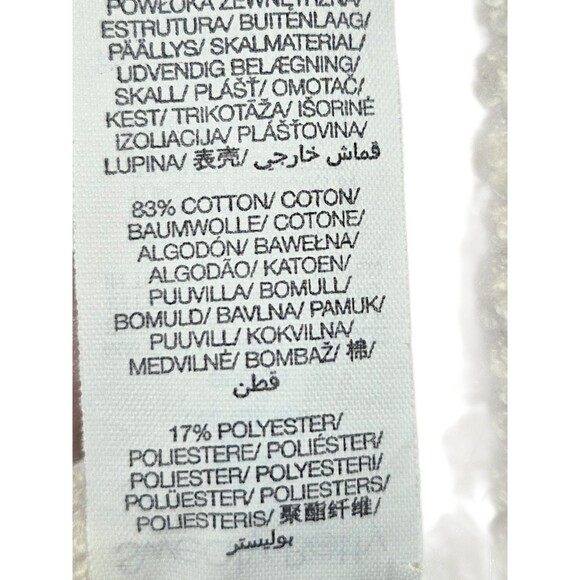 POWŁOKA ZEWNĘTRZNA/
ESTRUTURA/ BUITENLAAG/
PÄÄLLYS/ SKALMATERIAL/
UDVENDIG BELÆGNING/
SKALL/ PLÁŠŤ/ OMOTAČ/
KEST/ TRIKOTĀŽA/ IŠORINĖ
IZOLIACIJA/ PLÁŠŤOVINA/
LUPINA/ 表壳/ قماش خارجي/
83% COTTON/ COTON/
BAUMWOLLE/ COTONE/
ALGODÓN/ BAWEŁNA/
ALGODÃO/ KATOEN/
PUUVILLA/ BOMULL/
BOMULD/ BAVLNA/ PAMUK/
PUUVILL/ KOKVILNA/
MEDVILNĖ/ BOMBAŽ/ 棉/
قطن
17% POLYESTER/
POLIESTERE/ POLIÉSTER/
POLIESTER/ POLYESTERI/
POLÜESTER/ POLIESTERS/
POLIESTERIS/ 聚酯纤维/
بوليستر